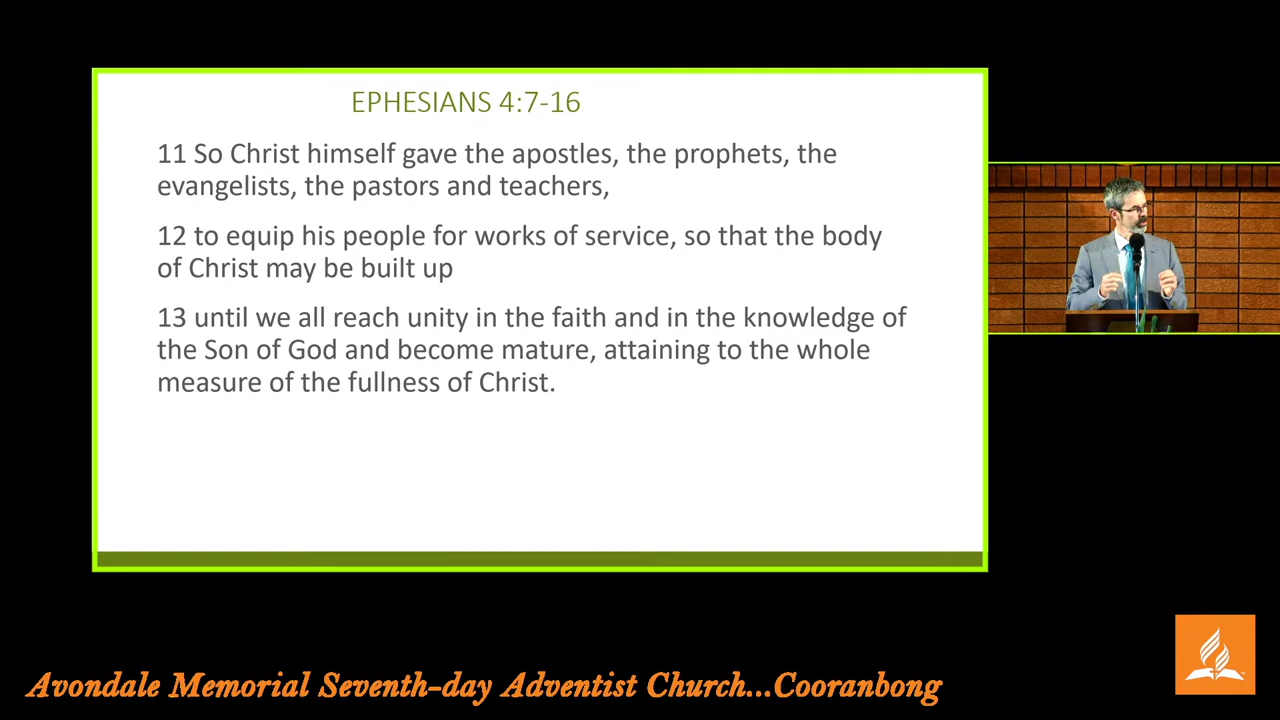 EPHESIANS 4:7-16
11 So Christ himself gave the apostles, the prophets, the
evangelists, the pastors and teachers,
12 to equip his people for works of service, so that the body
of Christ may be built up
13 until we all reach unity in the faith and in the knowledge of
the Son of God and become mature, attaining to the whole
measure of the fullness of Christ.
Avondale Memorial Seventh-day Adventist Church...Cooranbong